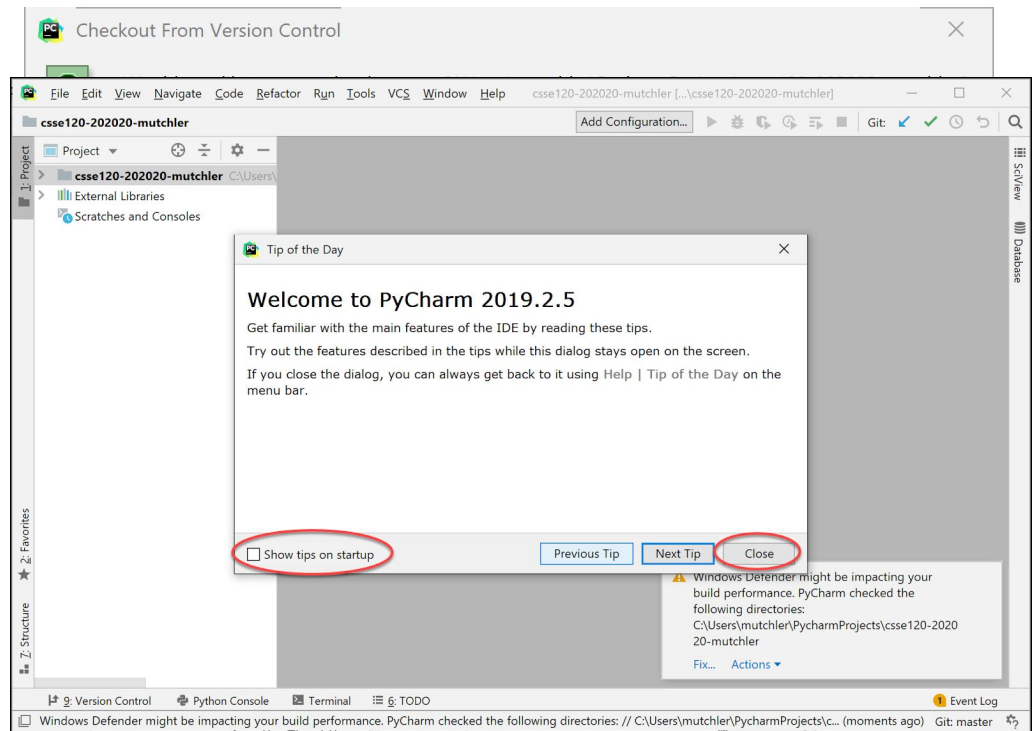 Checkout From Version Control
File Edit View Navigate Code Refactor Run Tools VCS Window Help csse120-202020-mutchler [...\csse120-202020-mutchler]
csse120-202020-mutchler
Add Configuration... Git:
1: Project
Project
csse120-202020-mutchler C:\Users\
External Libraries
Scratches and Consoles
SciView
Database
Tip of the Day
Welcome to PyCharm 2019.2.5
Get familiar with the main features of the IDE by reading these tips.
Try out the features described in the tips while this dialog stays open on the screen.
If you close the dialog, you can always get back to it using Help | Tip of the Day on the
menu bar.
Show tips on startup
Previous Tip Next Tip Close
2: Favorites
Z: Structure
Windows Defender might be impacting your
build performance. PyCharm checked the
following directories:
C:\Users\mutchler\PycharmProjects\csse120-2020
20-mutchler
Fix... Actions
9: Version Control Python Console Terminal 6: TODO 1 Event Log
Windows Defender might be impacting your build performance. PyCharm checked the following directories: // C:\Users\mutchler\PycharmProjects\c... (moments ago) Git: master